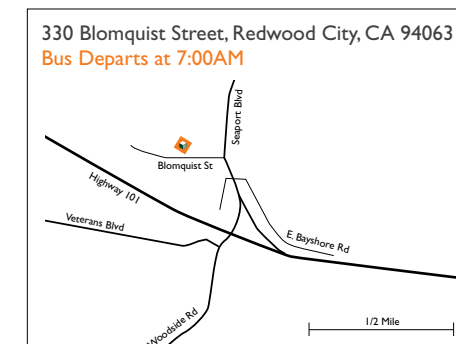 330 Blomquist Street, Redwood City, CA 94063
Bus Departs at 7:00AM
Seaport Blvd
Blomquist St
Highway 101
Veterans Blvd
E. Bayshore Rd
Woodside Rd
1/2 Mile